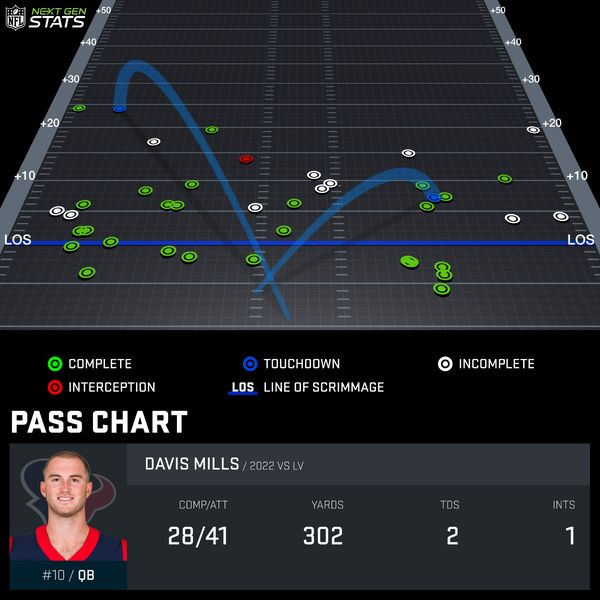 NFL NEXT GEN STATS
+50 +50
+30 +30
+20 +20
+10 +10
LOS LOS
COMPLETE TOUCHDOWN INCOMPLETE
INTERCEPTION LOS LINE OF SCRIMMAGE
PASS CHART
DAVIS MILLS / 2022 VS LV
COMP/ATT YARDS TDS INTS
28/41 302 2 1
#10 / QB